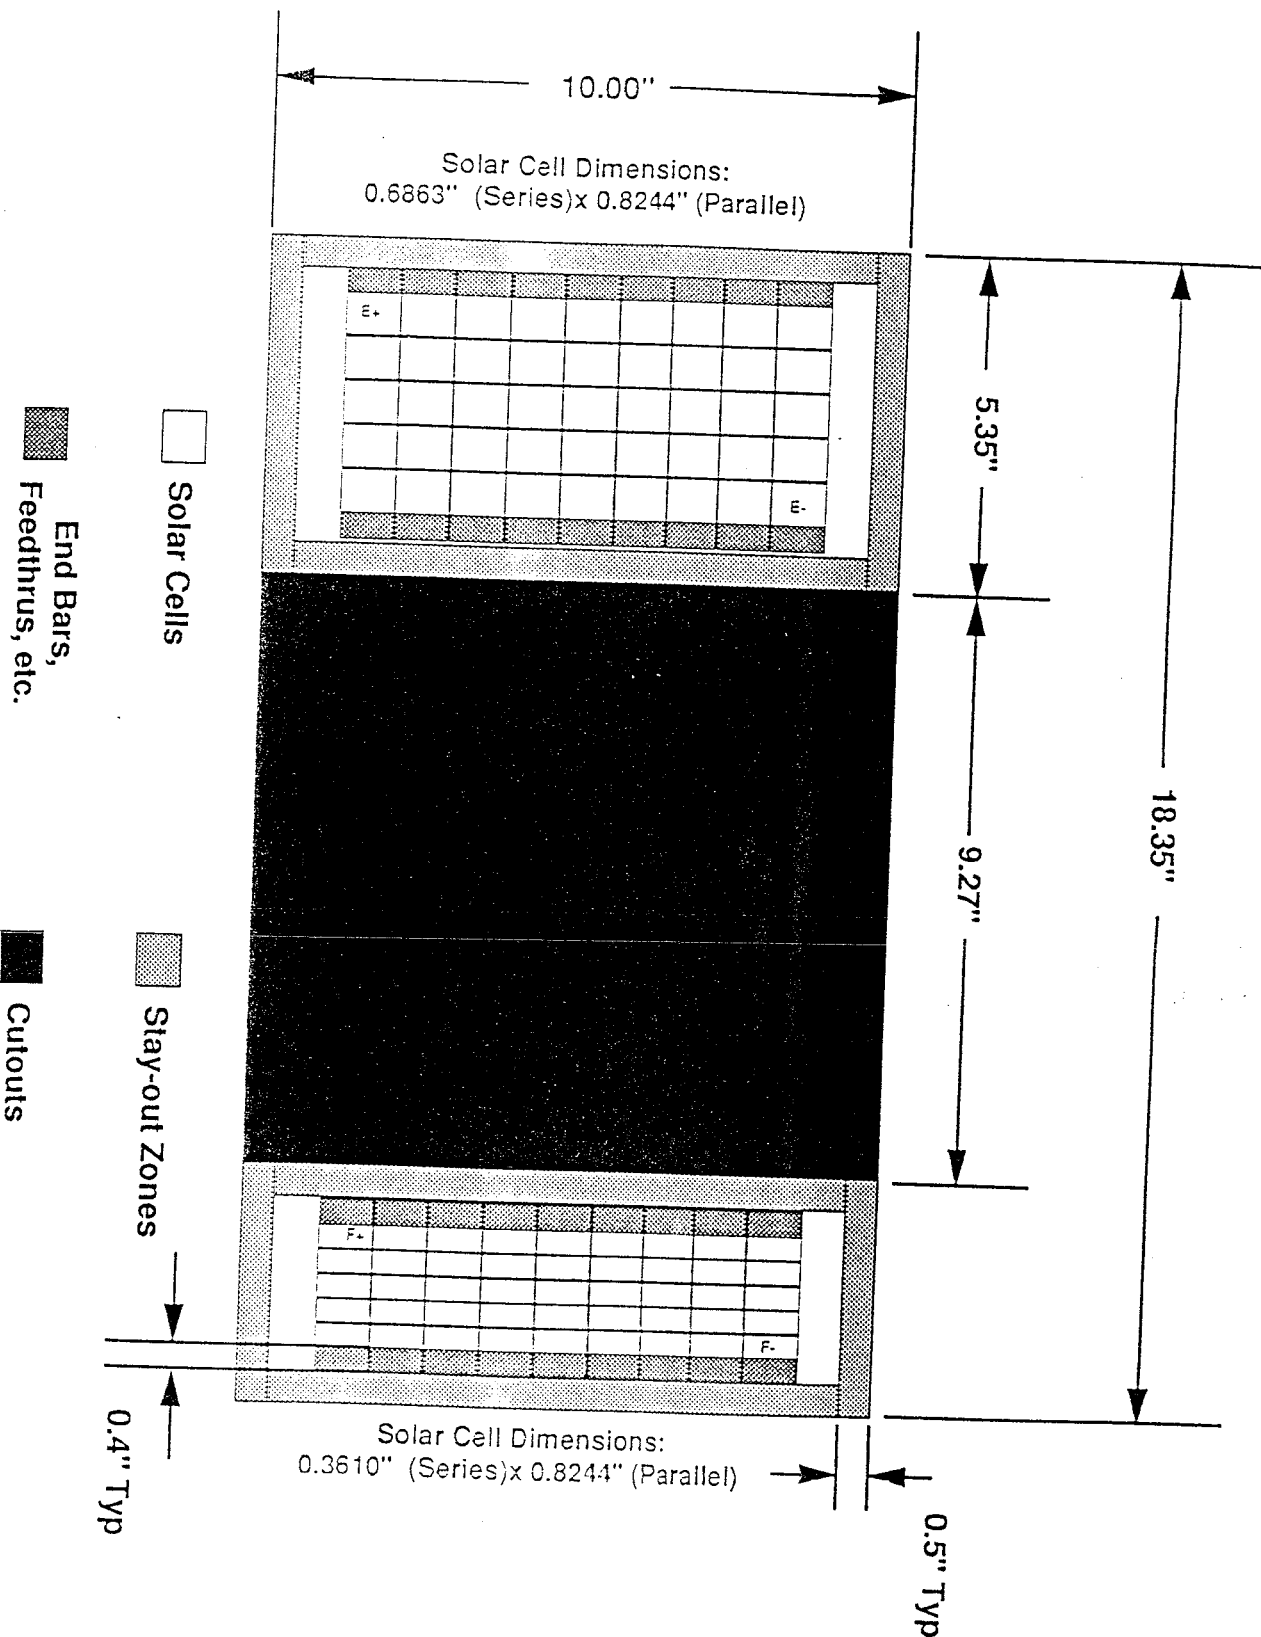 10.00"
Solar Cell Dimensions:
0.6863" (Series)x 0.8244" (Parallel)
E+
E-
5.35"
18.35"
9.27"
Solar Cells
End Bars,
Feedthrus, etc.
Stay-out Zones
Cutouts
F+
F-
0.4" Typ
Solar Cell Dimensions:
0.3610" (Series)x 0.8244" (Parallel)
0.5" Typ